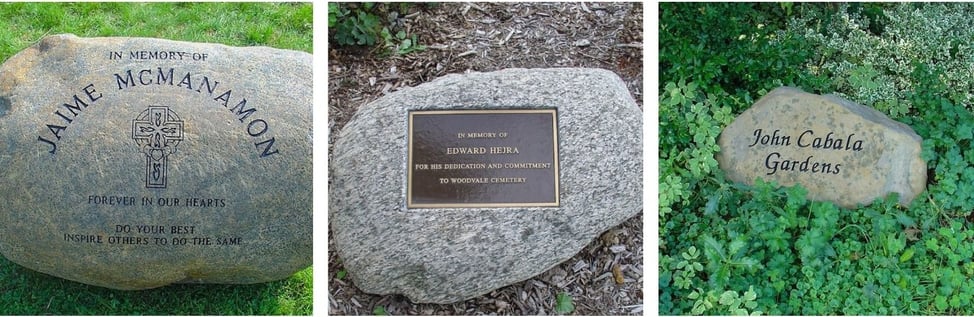 IN MEMORY OF
JAIME MCMANAMON
FOREVER IN OUR HEARTS
DO YOUR BEST
INSPIRE OTHERS TO DO THE SAME
IN MEMORY OF
EDWARD HEJRA
FOR HIS DEDICATION AND COMMITMENT
TO WOODVALE CEMETERY
John Cabala
Gardens